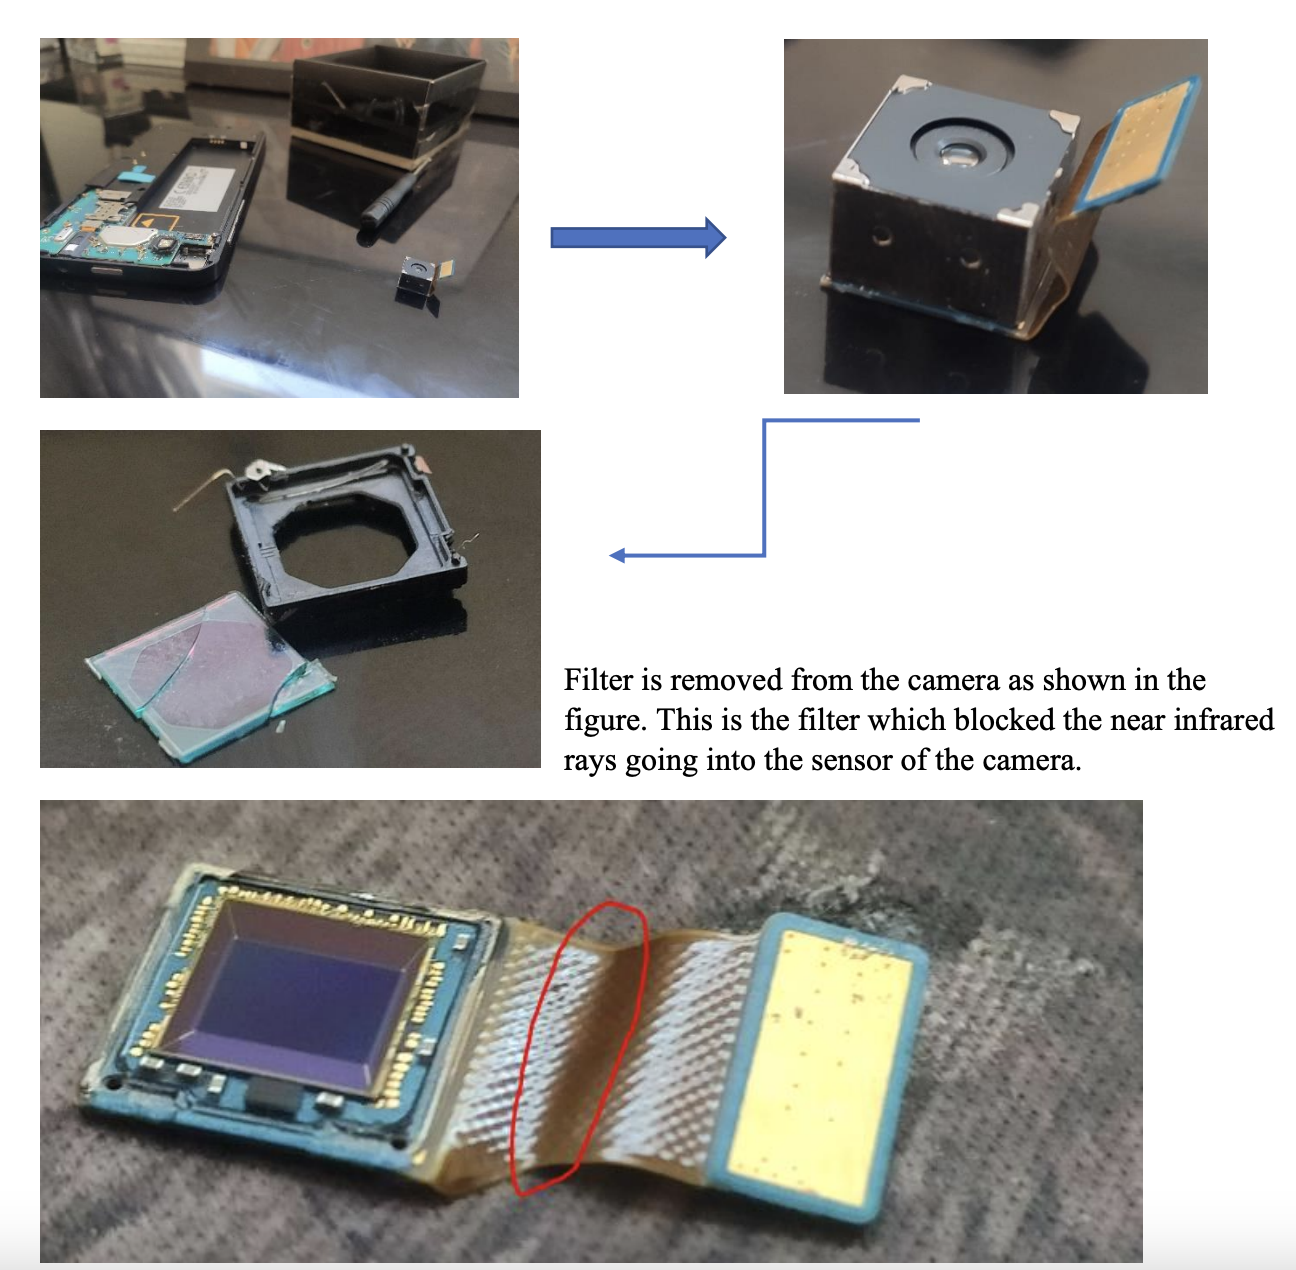 Filter is removed from the camera as shown in the
figure. This is the filter which blocked the near infrared
rays going into the sensor of the camera.